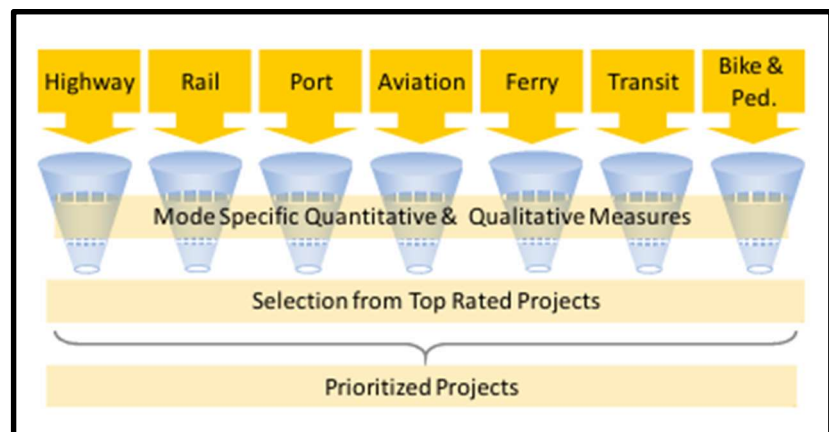 Highway Rail Port Aviation Ferry Transit Bike &
Ped.
Mode Specific Quantitative & Qualitative Measures
Selection from Top Rated Projects
Prioritized Projects